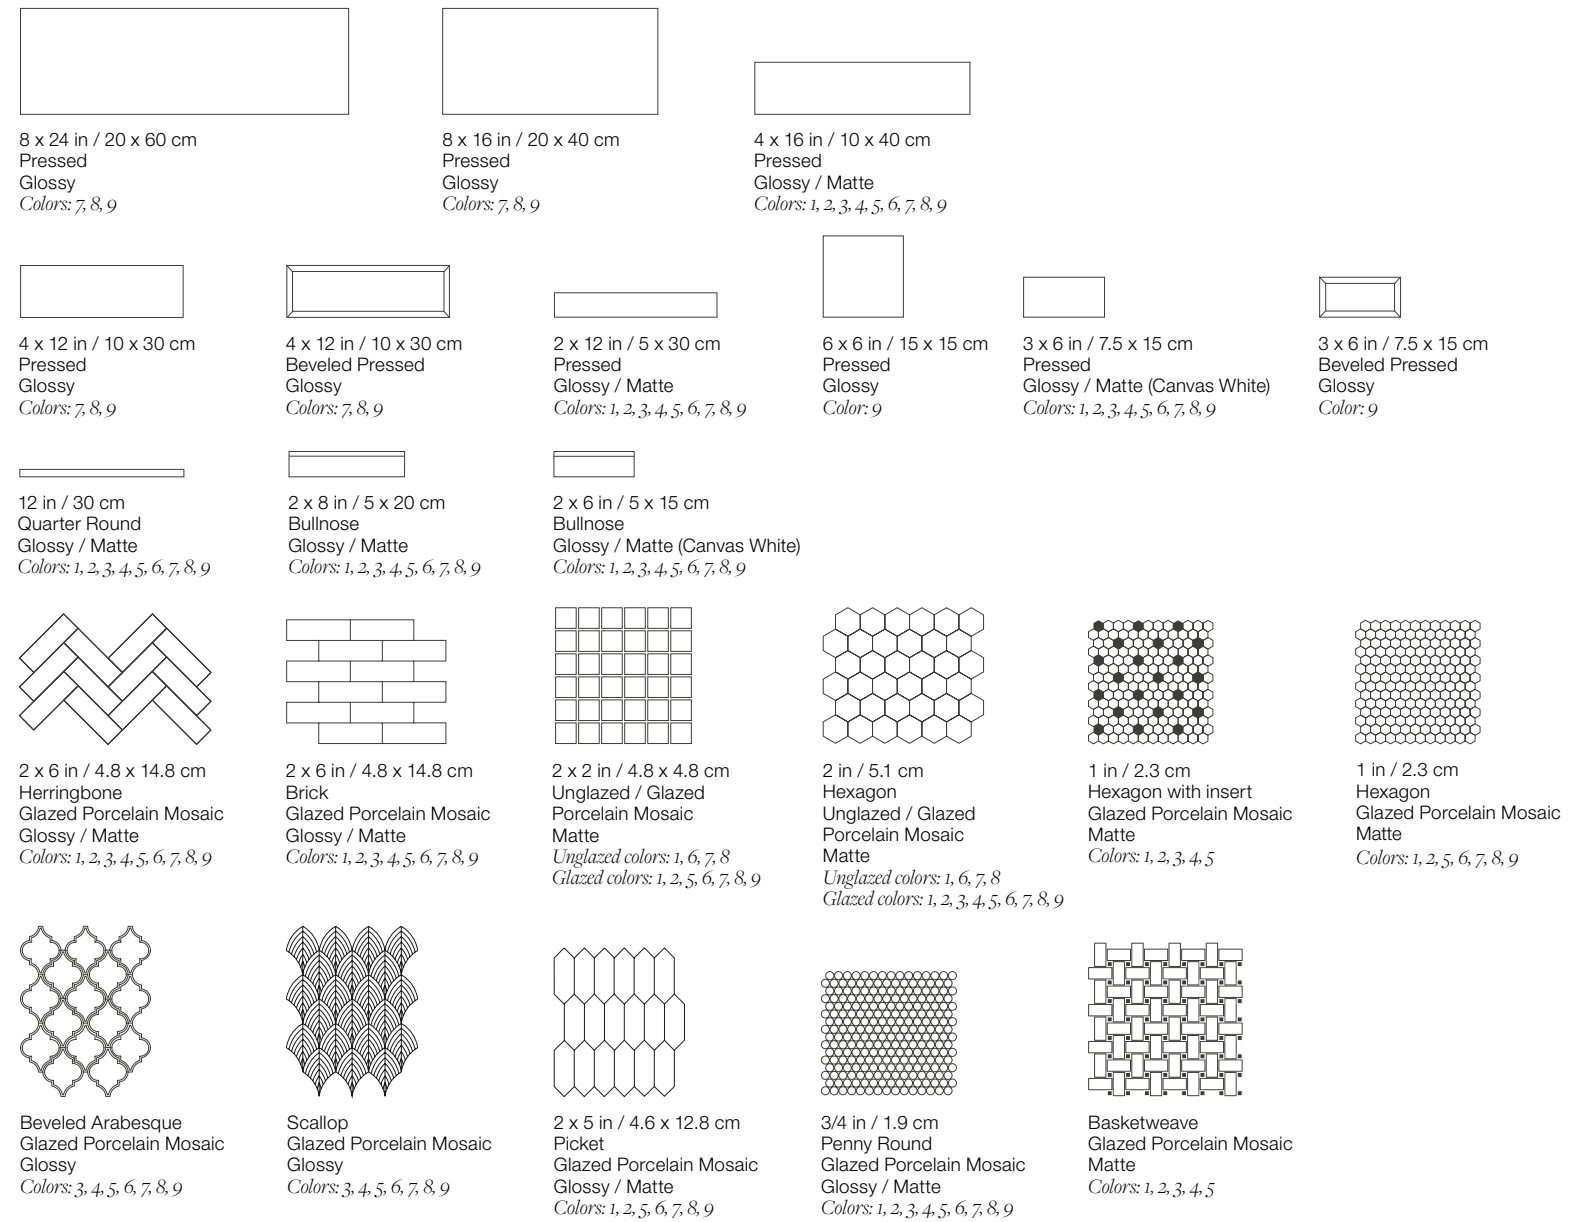 8 x 24 in / 20 x 60 cm
Pressed
Glossy
Colors: 7, 8, 9
8 x 16 in / 20 x 40 cm
Pressed
Glossy
Colors: 7, 8, 9
4 x 16 in / 10 x 40 cm
Pressed
Glossy / Matte
Colors: 1, 2, 3, 4, 5, 6, 7, 8, 9
4 x 12 in / 10 x 30 cm
Pressed
Glossy
Colors: 7, 8, 9
4 x 12 in / 10 x 30 cm
Beveled Pressed
Glossy
Colors: 7, 8, 9
2 x 12 in / 5 x 30 cm
Pressed
Glossy / Matte
Colors: 1, 2, 3, 4, 5, 6, 7, 8, 9
6 x 6 in / 15 x 15 cm
Pressed
Glossy
Color: 9
3 x 6 in / 7.5 x 15 cm
Pressed
Glossy / Matte (Canvas White)
Colors: 1, 2, 3, 4, 5, 6, 7, 8, 9
3 x 6 in / 7.5 x 15 cm
Beveled Pressed
Glossy
Color: 9
12 in / 30 cm
Quarter Round
Glossy / Matte
Colors: 1, 2, 3, 4, 5, 6, 7, 8, 9
2 x 8 in / 5 x 20 cm
Bullnose
Glossy / Matte
Colors: 1, 2, 3, 4, 5, 6, 7, 8, 9
2 x 6 in / 5 x 15 cm
Bullnose
Glossy / Matte (Canvas White)
Colors: 1, 2, 3, 4, 5, 6, 7, 8, 9
2 x 6 in / 4.8 x 14.8 cm
Herringbone
Glazed Porcelain Mosaic
Glossy / Matte
Colors: 1, 2, 3, 4, 5, 6, 7, 8, 9
2 x 6 in / 4.8 x 14.8 cm
Brick
Glazed Porcelain Mosaic
Glossy / Matte
Colors: 1, 2, 3, 4, 5, 6, 7, 8, 9
2 x 2 in / 4.8 x 4.8 cm
Unglazed / Glazed
Porcelain Mosaic
Matte
Unglazed colors: 1, 6, 7, 8
Glazed colors: 1, 2, 5, 6, 7, 8, 9
2 in / 5.1 cm
Hexagon
Unglazed / Glazed
Porcelain Mosaic
Matte
Unglazed colors: 1, 6, 7, 8
Glazed colors: 1, 2, 3, 4, 5, 6, 7, 8, 9
1 in / 2.3 cm
Hexagon with insert
Glazed Porcelain Mosaic
Matte
Colors: 1, 2, 3, 4, 5
1 in / 2.3 cm
Hexagon
Glazed Porcelain Mosaic
Matte
Colors: 1, 2, 5, 6, 7, 8, 9
Beveled Arabesque
Glazed Porcelain Mosaic
Glossy
Colors: 3, 4, 5, 6, 7, 8, 9
Scallop
Glazed Porcelain Mosaic
Glossy
Colors: 3, 4, 5, 6, 7, 8, 9
2 x 5 in / 4.6 x 12.8 cm
Picket
Glazed Porcelain Mosaic
Glossy / Matte
Colors: 1, 2, 5, 6, 7, 8, 9
3/4 in / 1.9 cm
Penny Round
Glazed Porcelain Mosaic
Glossy / Matte
Colors: 1, 2, 3, 4, 5, 6, 7, 8, 9
Basketweave
Glazed Porcelain Mosaic
Matte
Colors: 1, 2, 3, 4, 5